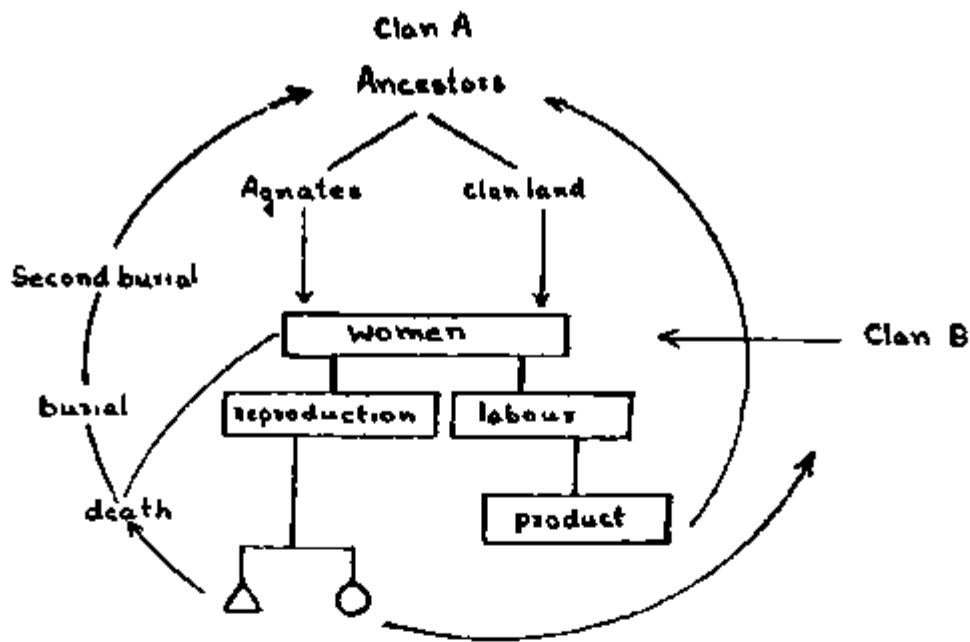 Clan A
Ancestors
Agnates
Clan land
Second burial
women
Clan B
burial
reproduction
labour
death
product